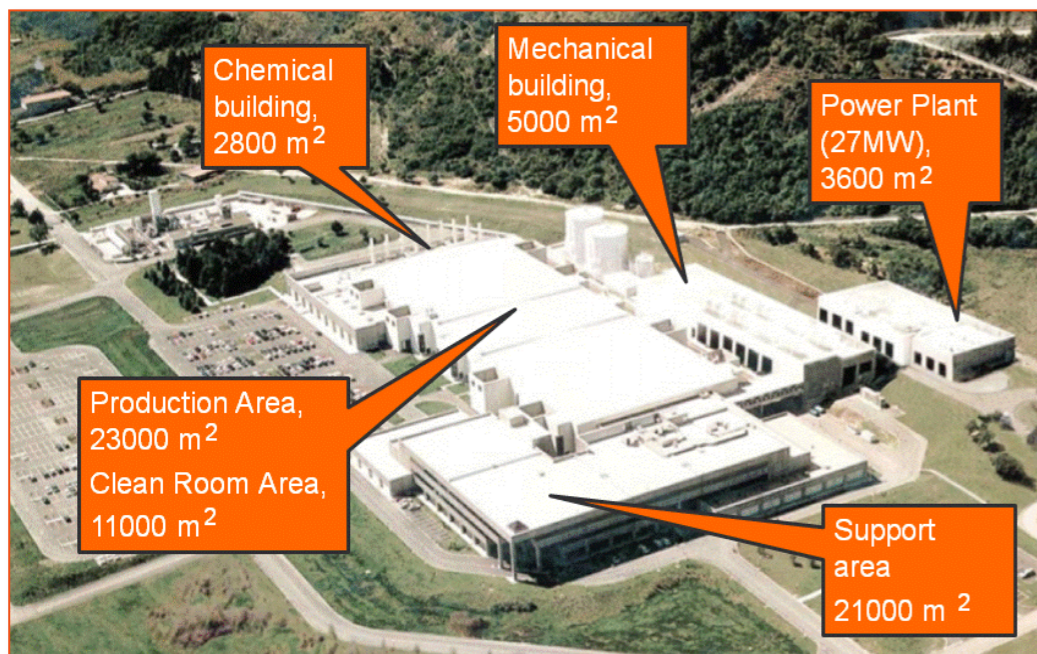 Chemical
building,
2800 m²
Mechanical
building,
5000 m²
Power Plant
(27MW),
3600 m²
Production Area,
23000 m²
Clean Room Area,
11000 m²
Support
area
21000 m ²